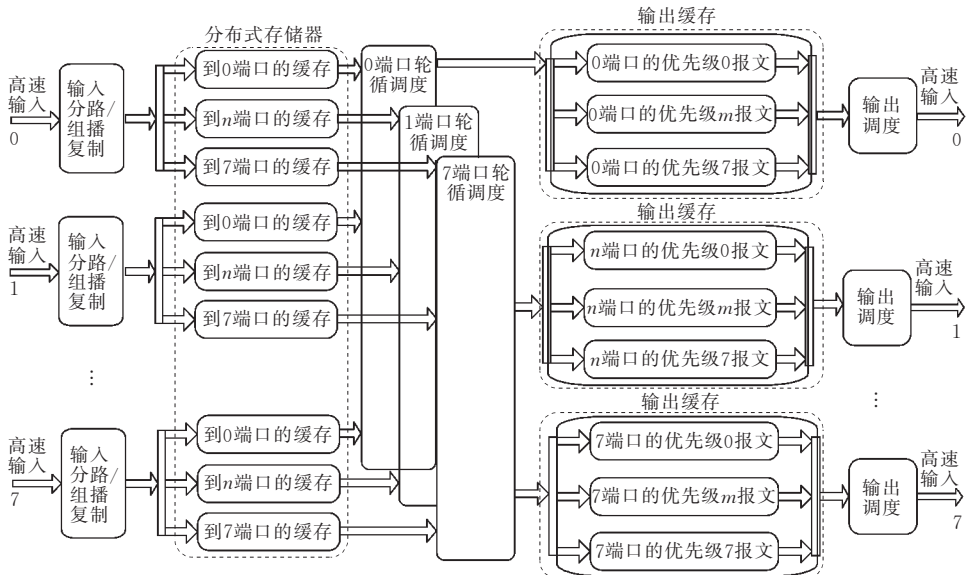 分布式存储器
输出缓存
高速
输入
0
输入
分路/
组播
复制
到0端口的缓存
到n端口的缓存
到7端口的缓存
0端口轮
循调度
1端口轮
循调度
7端口轮
循调度
0端口的优先级0报文
0端口的优先级m报文
0端口的优先级7报文
输出
调度
高速
输入
0
高速
输入
1
输入
分路/
组播
复制
到0端口的缓存
到n端口的缓存
到7端口的缓存
输出缓存
n端口的优先级0报文
n端口的优先级m报文
n端口的优先级7报文
输出
调度
高速
输入
1
…
…
高速
输入
7
输入
分路/
组播
复制
到0端口的缓存
到n端口的缓存
到7端口的缓存
输出缓存
7端口的优先级0报文
7端口的优先级m报文
7端口的优先级7报文
输出
调度
高速
输入
7